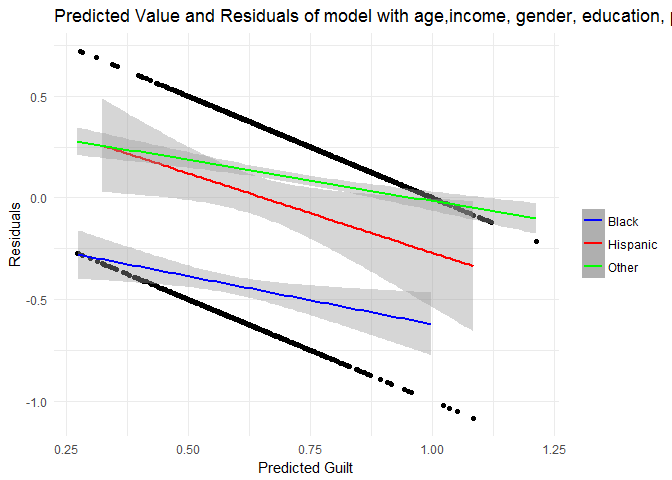 Predicted Value and Residuals of model with age,income, gender, education, p
0.5
0.0
-0.5
-1.0
Residuals
0.25
0.50
0.75
1.00
1.25
Predicted Guilt
Black
Hispanic
Other